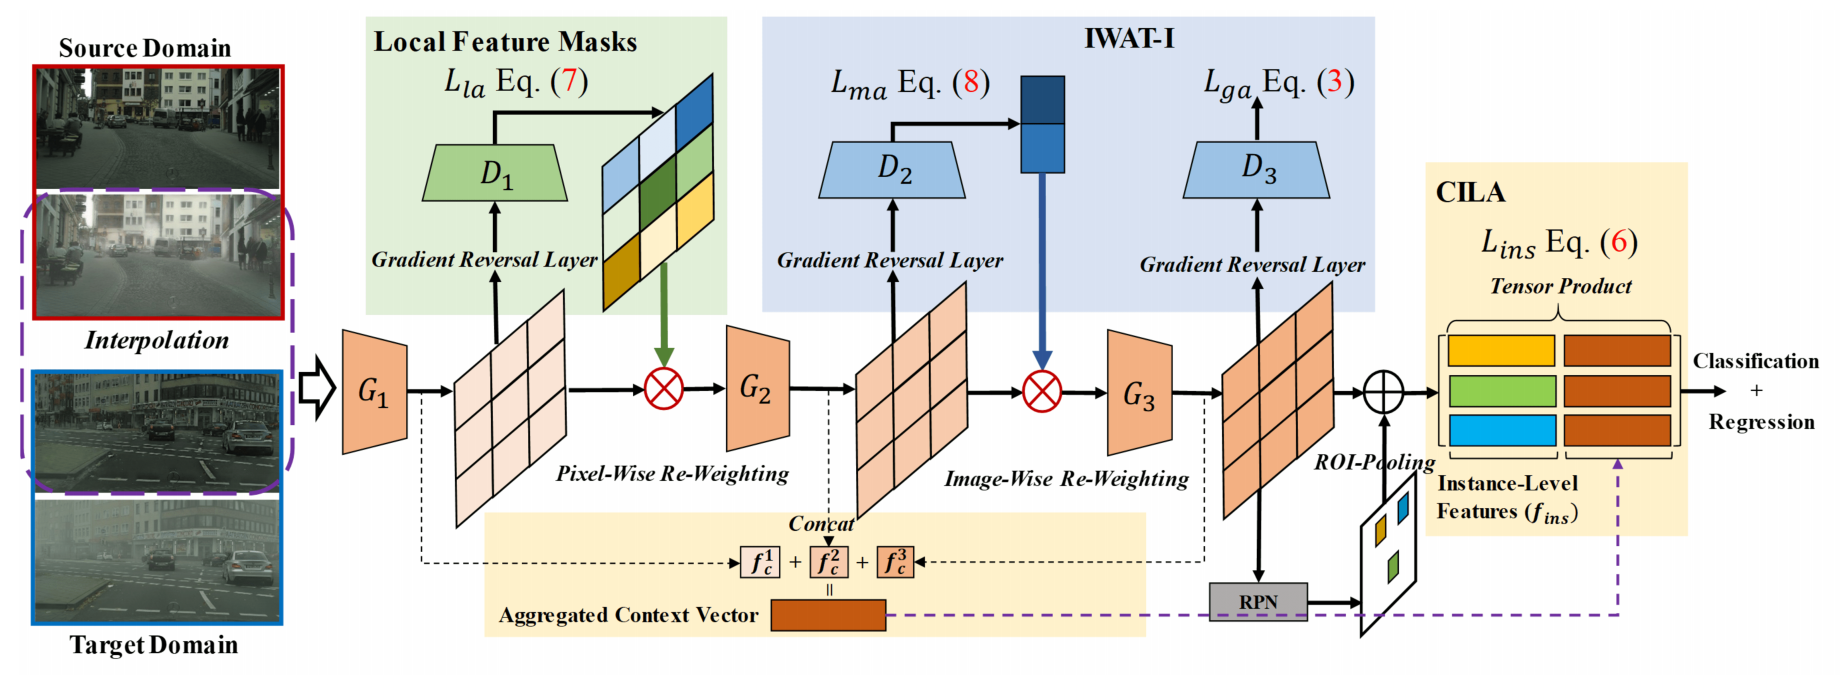 Source Domain
Interpolation
Target Domain
Local Feature Masks
L_la Eq. (7)
D_1
Gradient Reversal Layer
G_1
Pixel-Wise Re-Weighting
G_2
IWAT-I
L_ma Eq. (8)
D_2
Gradient Reversal Layer
Image-Wise Re-Weighting
G_3
L_ga Eq. (3)
D_3
Gradient Reversal Layer
ROI-Pooling
RPN
Concat
f_c^1 + f_c^2 + f_c^3
=
Aggregated Context Vector
CILA
L_ins Eq. (6)
Tensor Product
Instance-Level
Features (f_ins)
Classification
+
Regression